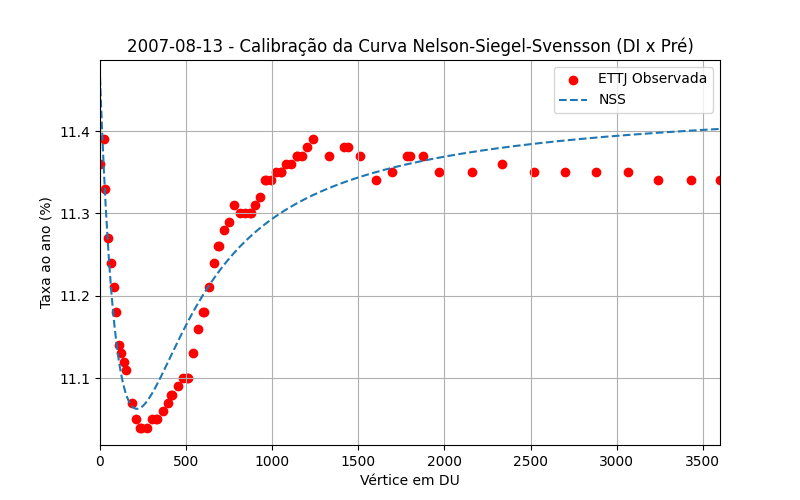 2007-08-13 - Calibração da Curva Nelson-Siegel-Svensson (DI x Pré)
ETTJ Observada
NSS
Taxa ao ano (%)
11.4
11.3
11.2
11.1
0 500 1000 1500 2000 2500 3000 3500
Vértice em DU